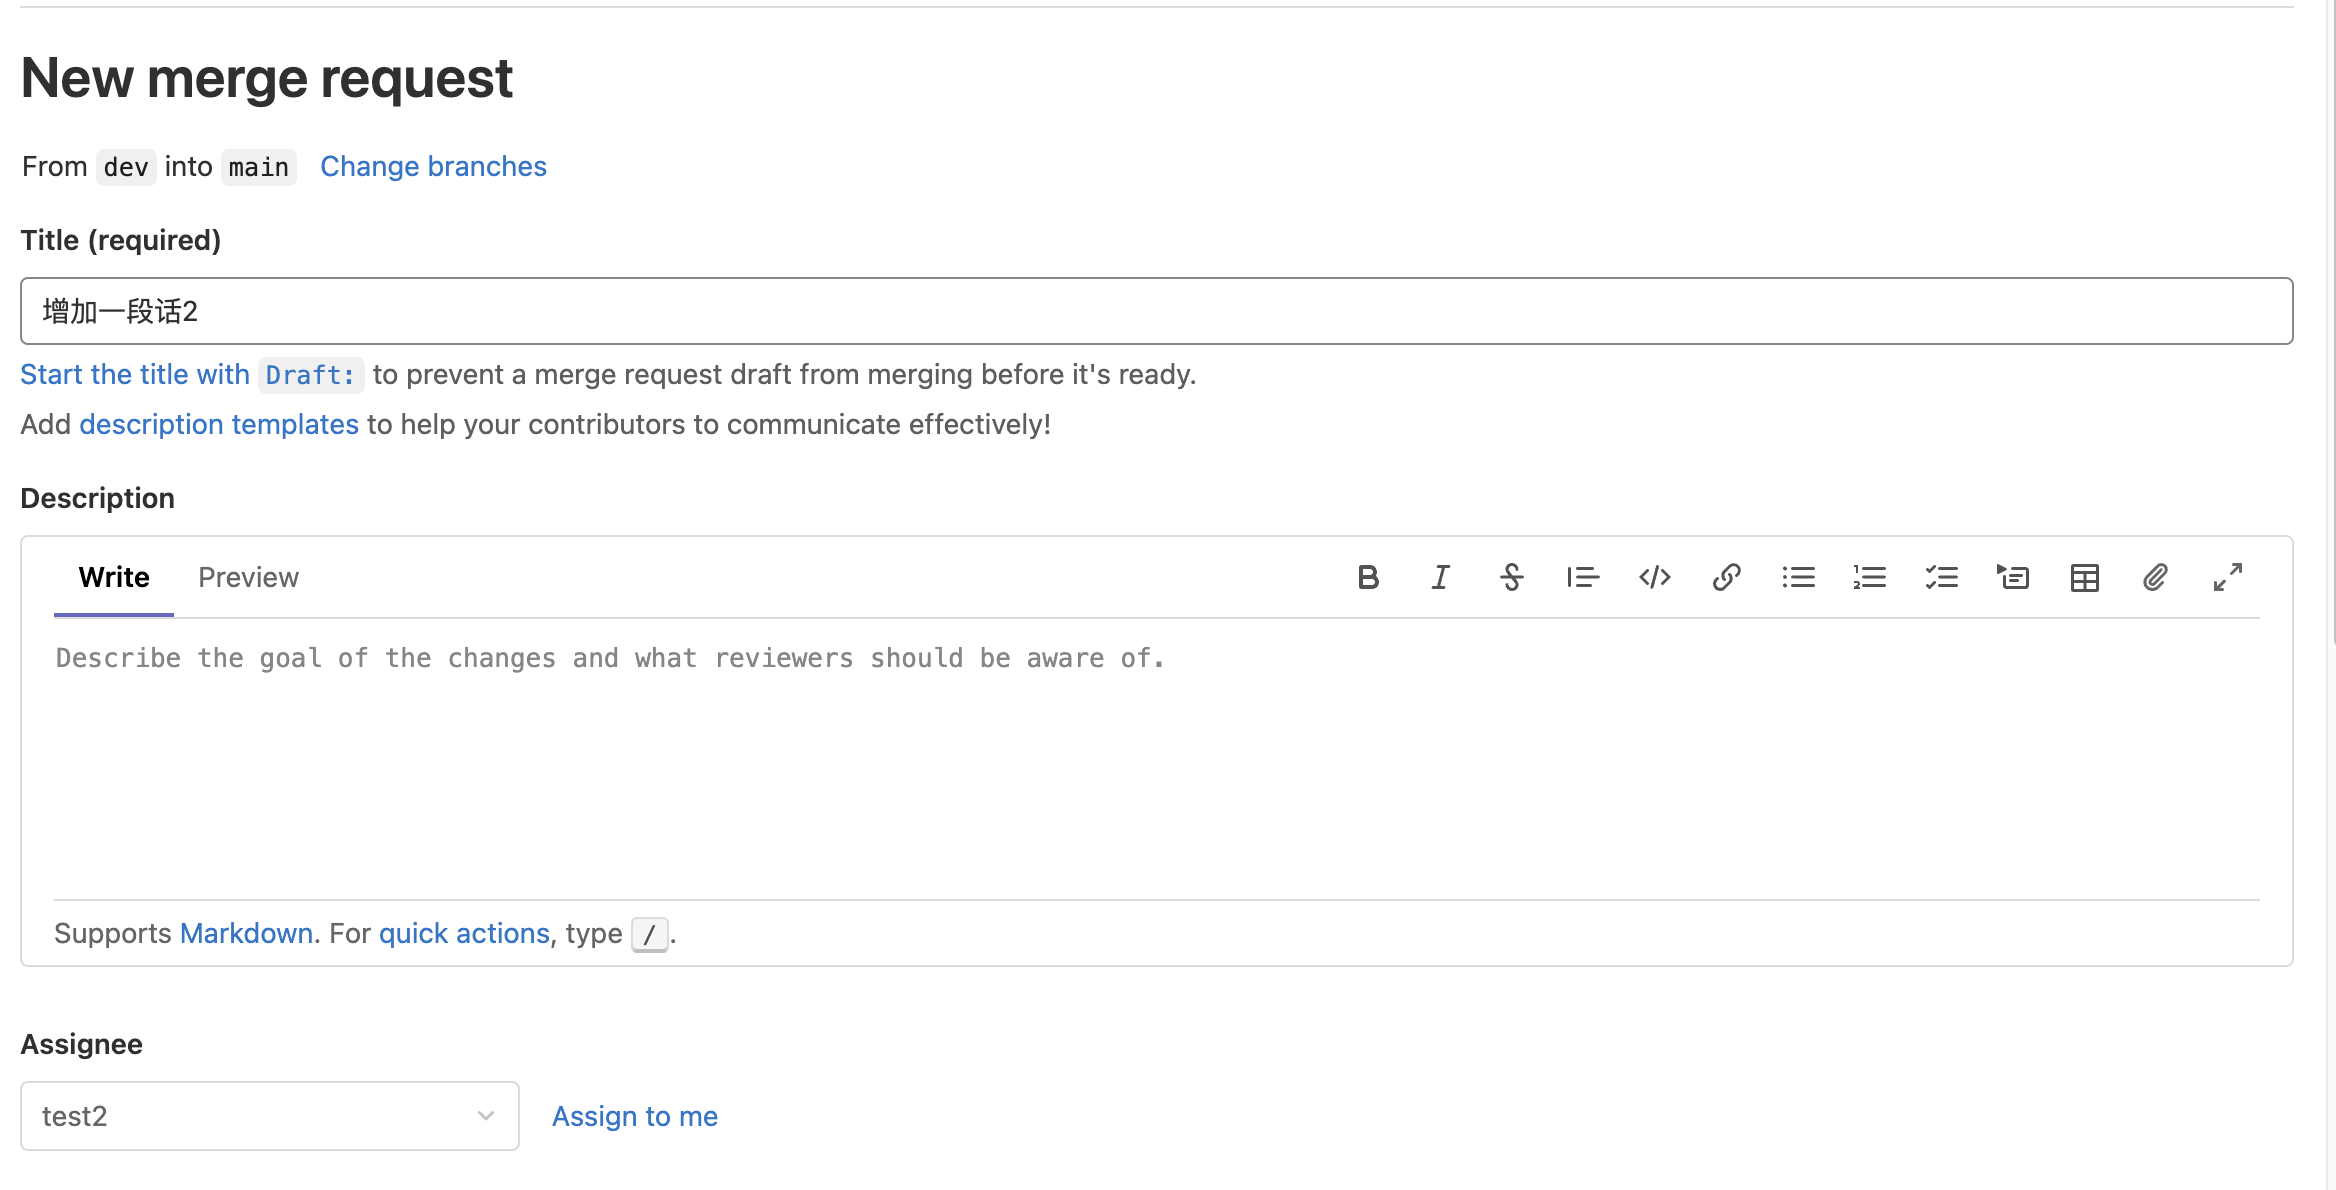 New merge request
From dev into main Change branches
Title (required)
增加一段话2
Start the title with Draft: to prevent a merge request draft from merging before it's ready.
Add description templates to help your contributors to communicate effectively!
Description
Write Preview
Describe the goal of the changes and what reviewers should be aware of.
Supports Markdown. For quick actions, type /.
Assignee
test2 Assign to me